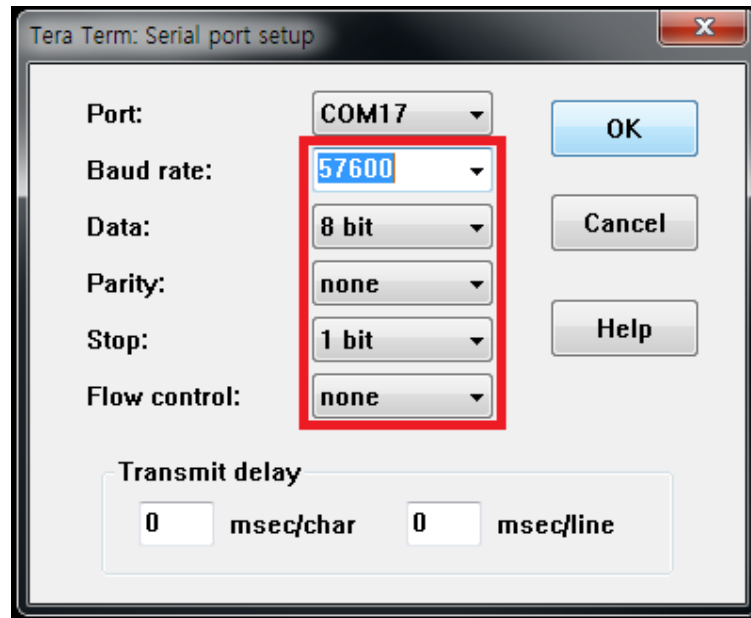 Tera Term: Serial port setup
Port: COM17 OK
Baud rate: 57600
Data: 8 bit Cancel
Parity: none
Stop: 1 bit Help
Flow control: none
Transmit delay
0 msec/char 0 msec/line